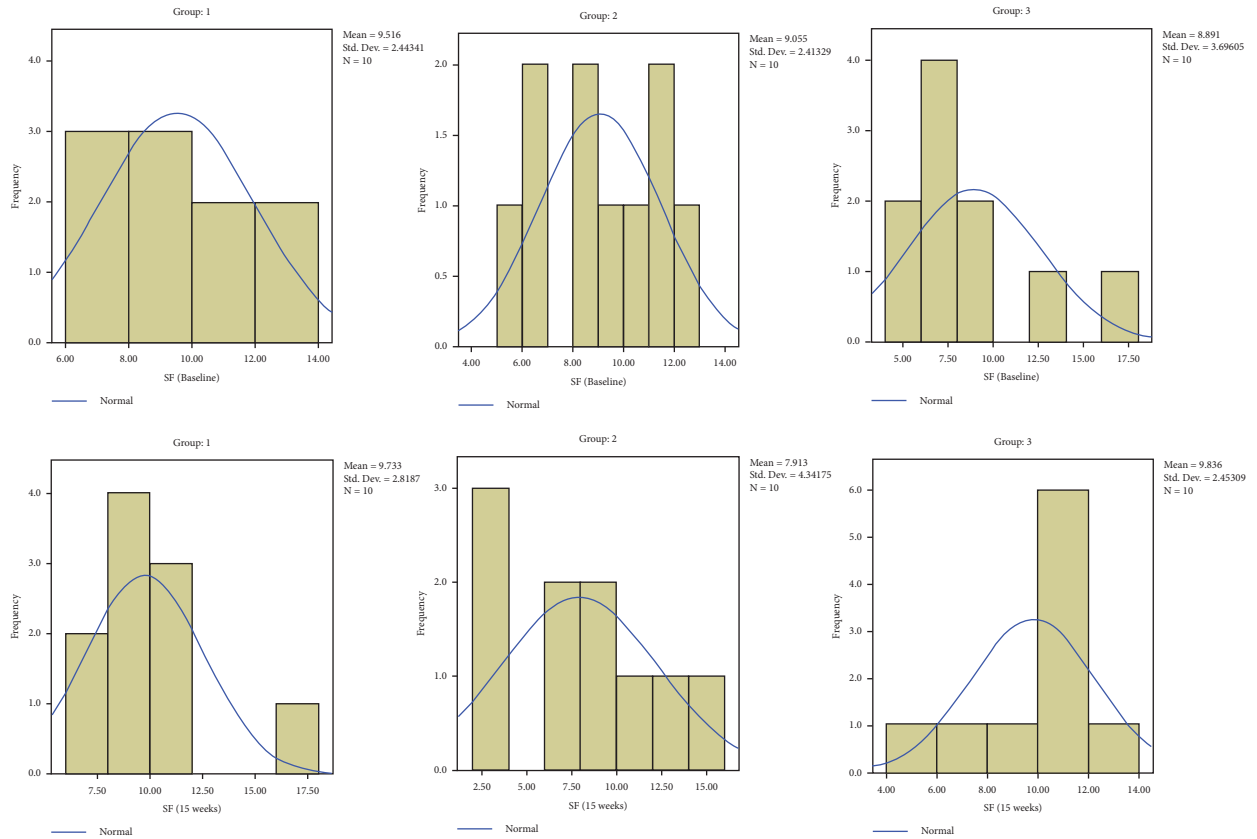 Group: 1
Mean = 9.516
Std. Dev. = 2.44341
N = 10
4.0
3.0
2.0
1.0
0.0
Frequency
6.00 8.00 10.00 12.00 14.00
SF (Baseline)
Normal
Group: 2
Mean = 9.055
Std. Dev. = 2.41329
N = 10
2.0
1.5
1.0
0.5
0.0
Frequency
4.00 6.00 8.00 10.00 12.00 14.00
SF (Baseline)
Normal
Group: 3
Mean = 8.891
Std. Dev. = 3.69605
N = 10
4.0
3.0
2.0
1.0
0.0
Frequency
5.00 7.50 10.00 12.50 15.00 17.50
SF (Baseline)
Normal
Group: 1
Mean = 9.733
Std. Dev. = 2.8187
N = 10
4.0
3.0
2.0
1.0
0.0
Frequency
7.50 10.00 12.50 15.00 17.50
SF (15 weeks)
Normal
Group: 2
Mean = 7.913
Std. Dev. = 4.34175
N = 10
3.0
2.0
1.0
0.0
Frequency
2.50 5.00 7.50 10.00 12.50 15.00
SF (15 weeks)
Normal
Group: 3
Mean = 9.836
Std. Dev. = 2.45309
N = 10
6.0
5.0
4.0
3.0
2.0
1.0
0.0
Frequency
4.00 6.00 8.00 10.00 12.00 14.00
SF (15 weeks)
Normal